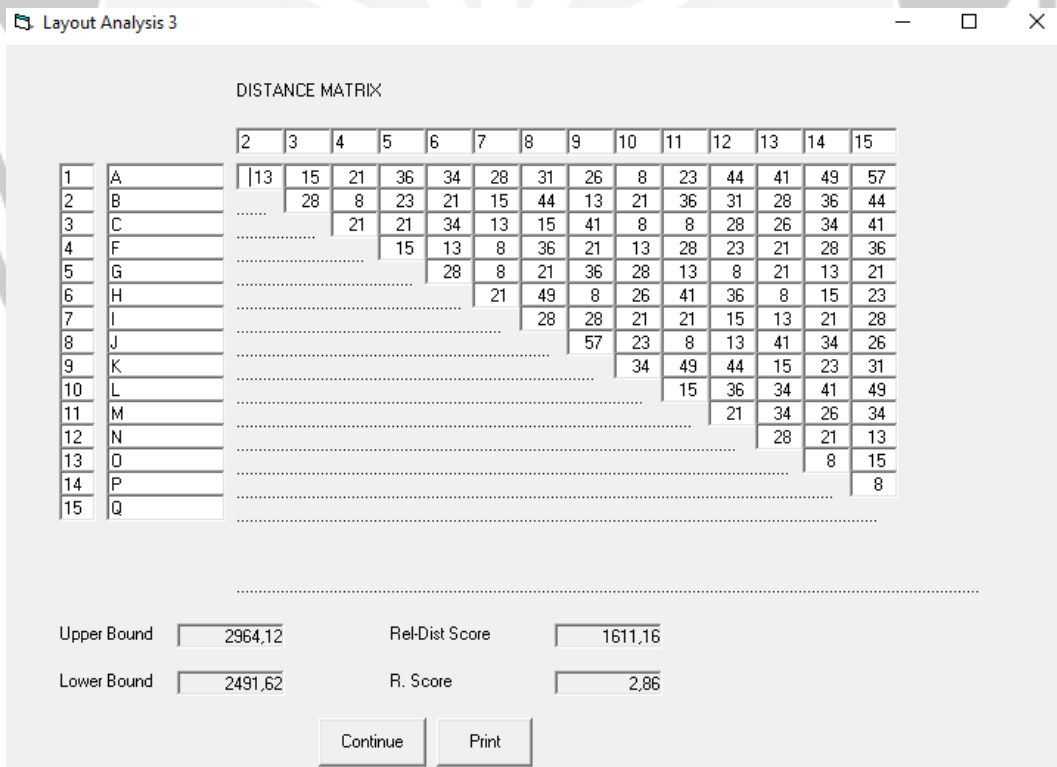 Layout Analysis 3
DISTANCE MATRIX
2 3 4 5 6 7 8 9 10 11 12 13 14 15
1 A 13 15 21 36 34 28 31 26 8 23 44 41 49 57
2 B 28 8 23 21 15 44 13 21 36 31 28 36 44
3 C 21 21 34 13 15 41 8 8 28 26 34 41
4 F 15 13 8 36 21 13 28 23 21 28 36
5 G 28 8 21 36 28 13 8 21 13 21
6 H 21 49 8 26 41 36 8 15 23
7 I 28 28 21 21 15 13 21 28
8 J 57 23 8 13 41 34 26
9 K 34 49 44 15 23 31
10 L 15 36 34 41 49
11 M 21 34 26 34
12 N 28 21 13
13 O 8 15
14 P 8
15 Q
Upper Bound 2964,12 Rel-Dist Score 1611,16
Lower Bound 2491,62 R. Score 2,86
Continue Print